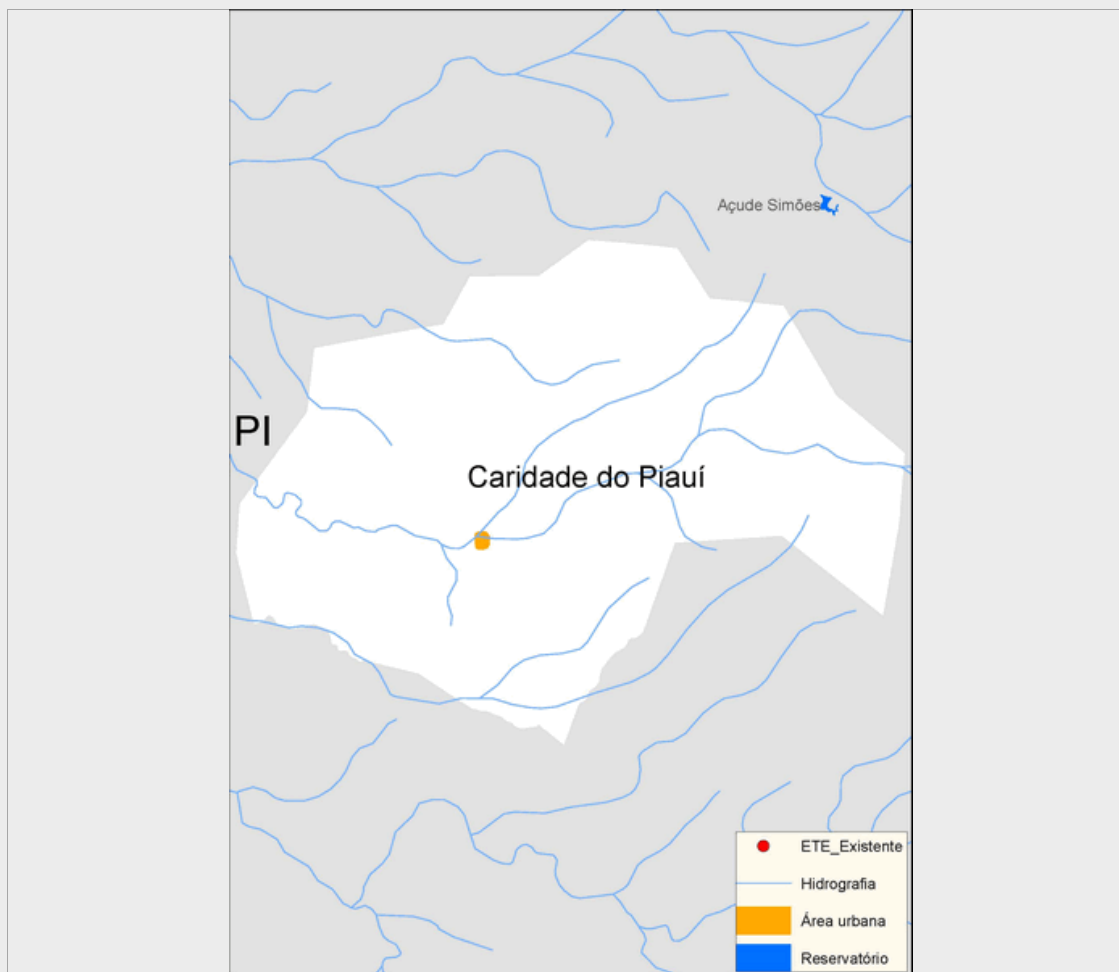 Açude Simões
PI
Caridade do Piauí
ETE_Existente
Hidrografia
Área urbana
Reservatório